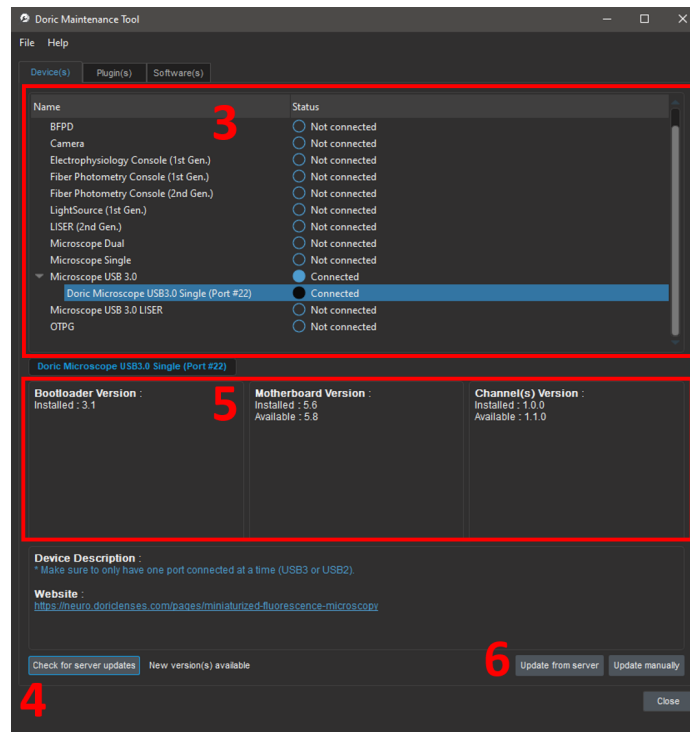 Doric Maintenance Tool
File Help
Device(s) Plugin(s) Software(s)
Name Status
3
BFPD Not connected
Camera Not connected
Electrophysiology Console (1st Gen.) Not connected
Fiber Photometry Console (1st Gen.) Not connected
Fiber Photometry Console (2nd Gen.) Not connected
LightSource (1st Gen.) Not connected
LISER (2nd Gen.) Not connected
Microscope Dual Not connected
Microscope Single Not connected
Microscope USB 3.0 Connected
Doric Microscope USB3.0 Single (Port #22) Connected
Microscope USB 3.0 LISER Not connected
OTPG Not connected
Doric Microscope USB3.0 Single (Port #22)
5
Bootloader Version : Motherboard Version : Channel(s) Version :
Installed : 3.1 Installed : 5.6 Installed : 1.0.0
Available : 5.8 Available : 1.1.0
Device Description :
* Make sure to only have one port connected at a time (USB3 or USB2).
Website :
https://neuro.doriclenses.com/pages/miniaturized-fluorescence-microscopy
6
Check for server updates New version(s) available Update from server Update manually
4
Close